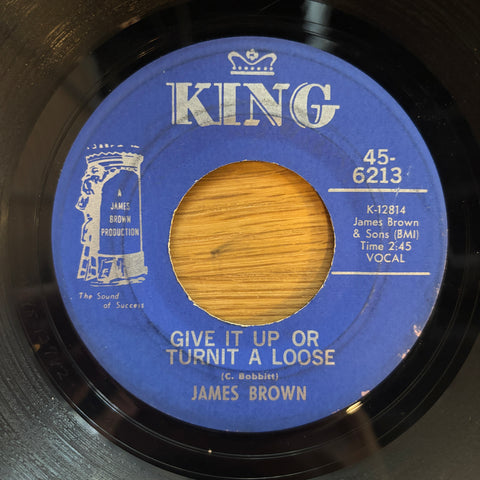 KING
A
JAMES
BROWN
PRODUCTION
The Sound
of Success
45-
6213
K-12814
James Brown
& Sons (BMI)
Time 2:45
VOCAL
GIVE IT UP OR
TURNIT A LOOSE
(C. Bobbitt)
JAMES BROWN